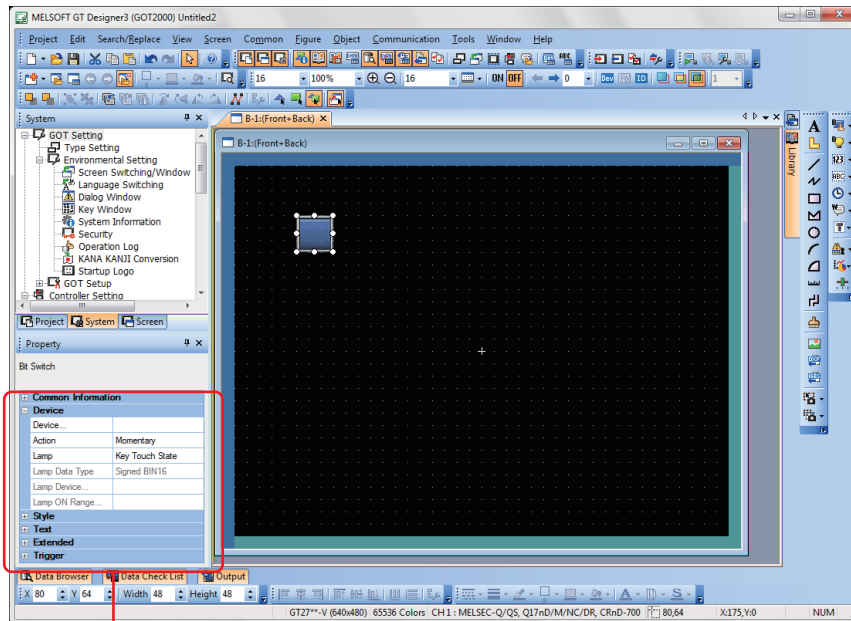 MELSOFT GT Designer3 (GOT2000) Untitled2
Project Edit Search/Replace View Screen Common Figure Object Communication Tools Window Help
16 100% 16 ON OFF 0 Dev IO 1
System
B-1:(Front+Back)
GOT Setting
Type Setting
Environmental Setting
Screen Switching/Window
Language Switching
Dialog Window
Key Window
System Information
Security
Operation Log
KANA KANJI Conversion
Startup Logo
GOT Setup
Controller Setting
Project System Screen
B-1:(Front+Back)
Library
Property
Bit Switch
Common Information
Device
Device...
Action Momentary
Lamp Key Touch State
Lamp Data Type Signed BIN16
Lamp Device...
Lamp ON Range...
Style
Text
Extended
Trigger
Data Browser Data Check List Output
X 80 Y 64 Width 48 Height 48
GT27**-V (640x480) 65536 Colors CH1 : MELSEC-Q/QS, Q17nD/M/NC/DR, CRnD-700 80,64 X:175,Y:0 NUM